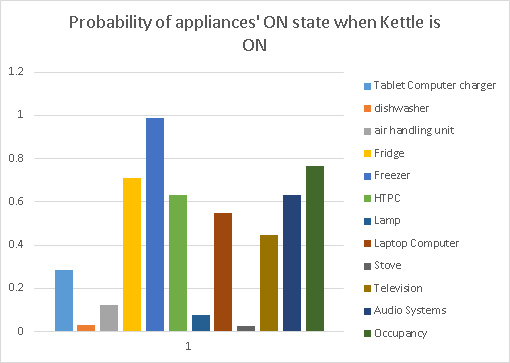 Probability of appliances' ON state when Kettle is
ON
1.2
1
0.8
0.6
0.4
0.2
0
1
Tablet Computer charger
dishwasher
air handling unit
Fridge
Freezer
HTPC
Lamp
Laptop Computer
Stove
Television
Audio Systems
Occupancy